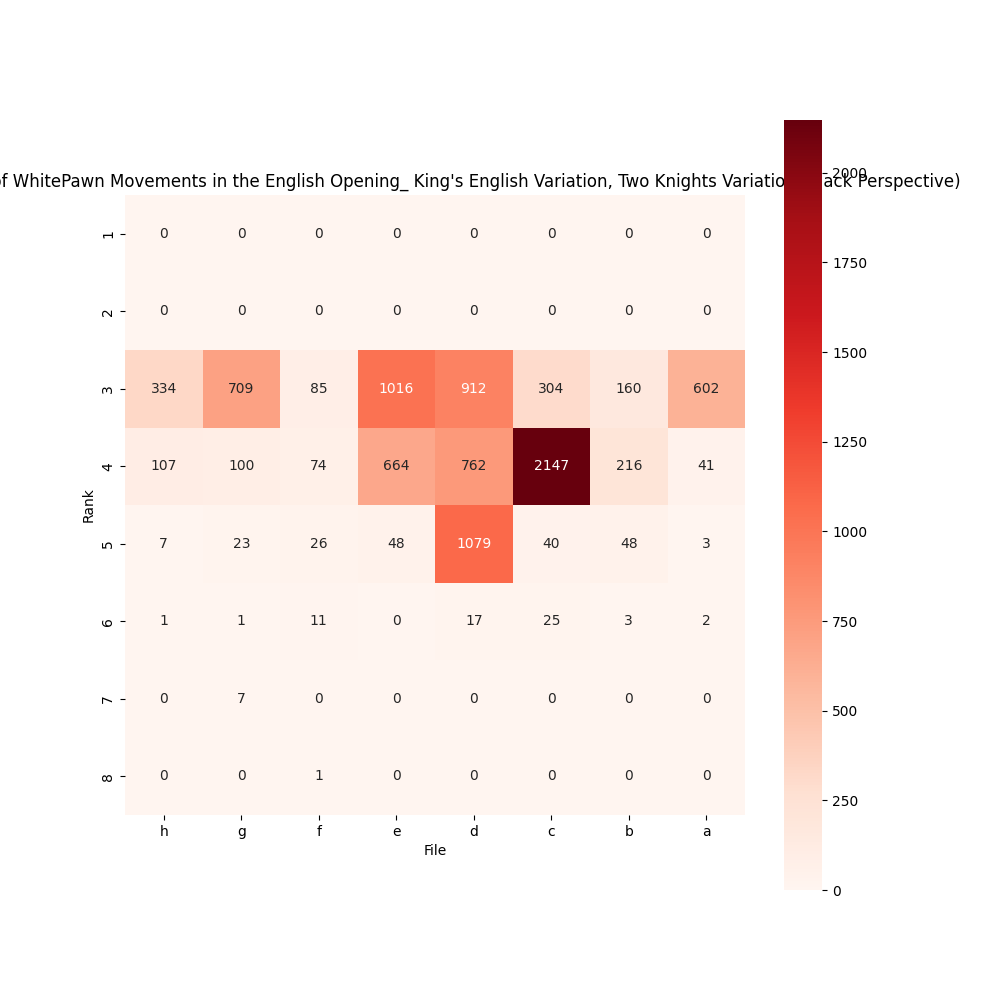 of WhitePawn Movements in the English Opening_ King's English Variation, Two Knights Perspective)
2000
1750
1500
1250
1000
750
500
250
0
Rank
1 0 0 0 0 0 0 0 0
2 0 0 0 0 0 0 0 0
3 334 709 85 1016 912 304 160 602
4 107 100 74 664 762 2147 216 41
5 7 23 26 48 1079 40 48 3
6 1 1 11 0 17 25 3 2
7 0 7 0 0 0 0 0 0
8 0 0 1 0 0 0 0 0
h g f e d c b a
File